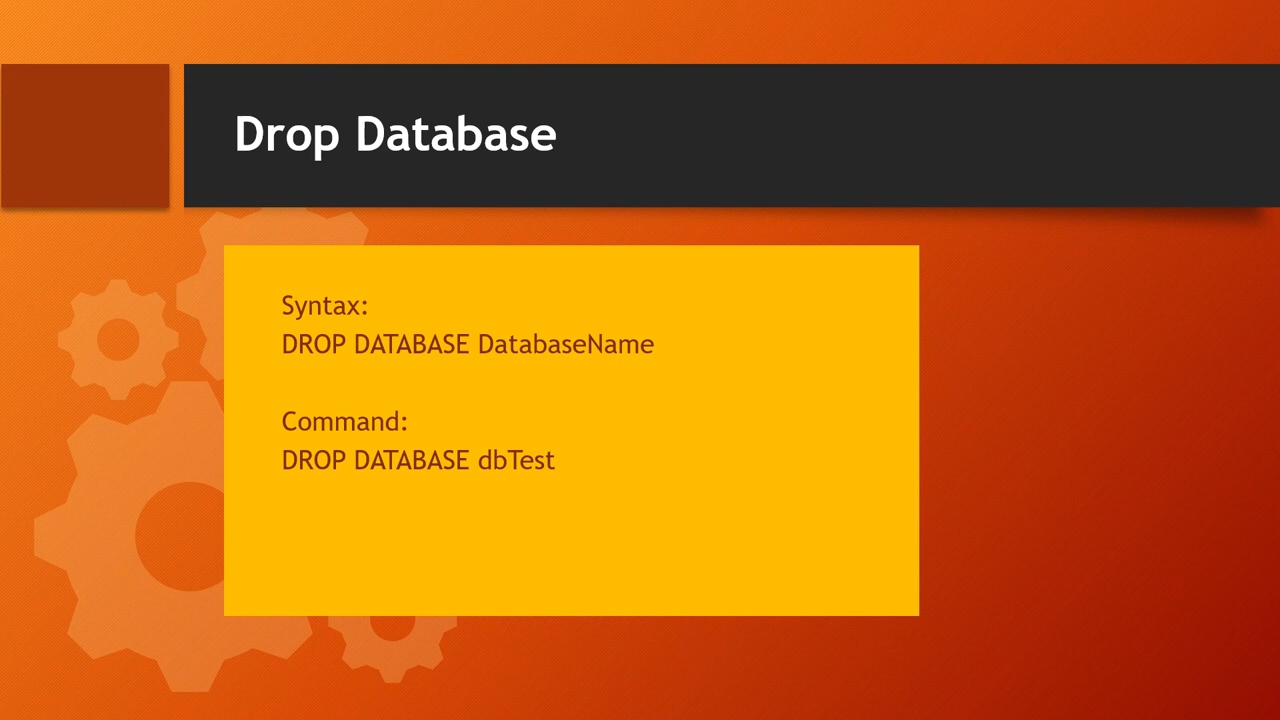 Drop Database
Syntax:
DROP DATABASE DatabaseName
Command:
DROP DATABASE dbTest